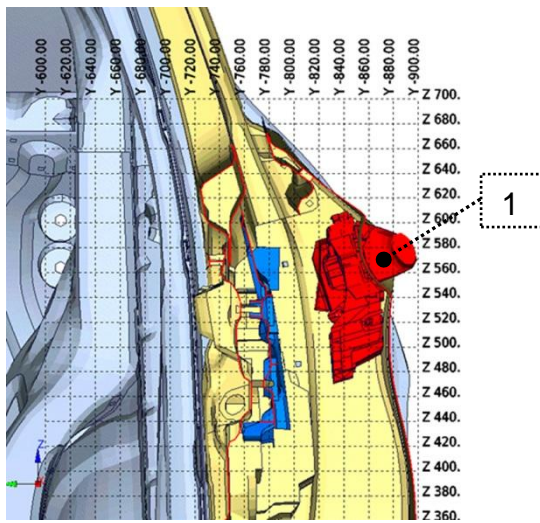 Y -600.00
Y -620.00
Y -640.00
Y -660.00
Y -680.00
Y -700.00
Y -720.00
Y -740.00
Y -760.00
Y -780.00
Y -800.00
Y -820.00
Y -840.00
Y -860.00
Y -880.00
Y -900.00
Z 700.
Z 680.
Z 660.
Z 640.
Z 620.
Z 600.
1
Z 580.
Z 560.
Z 540.
Z 520.
Z 500.
Z 480.
Z 460.
Z 440.
Z 420.
Z 400.
Z 380.
Z 360.
Z